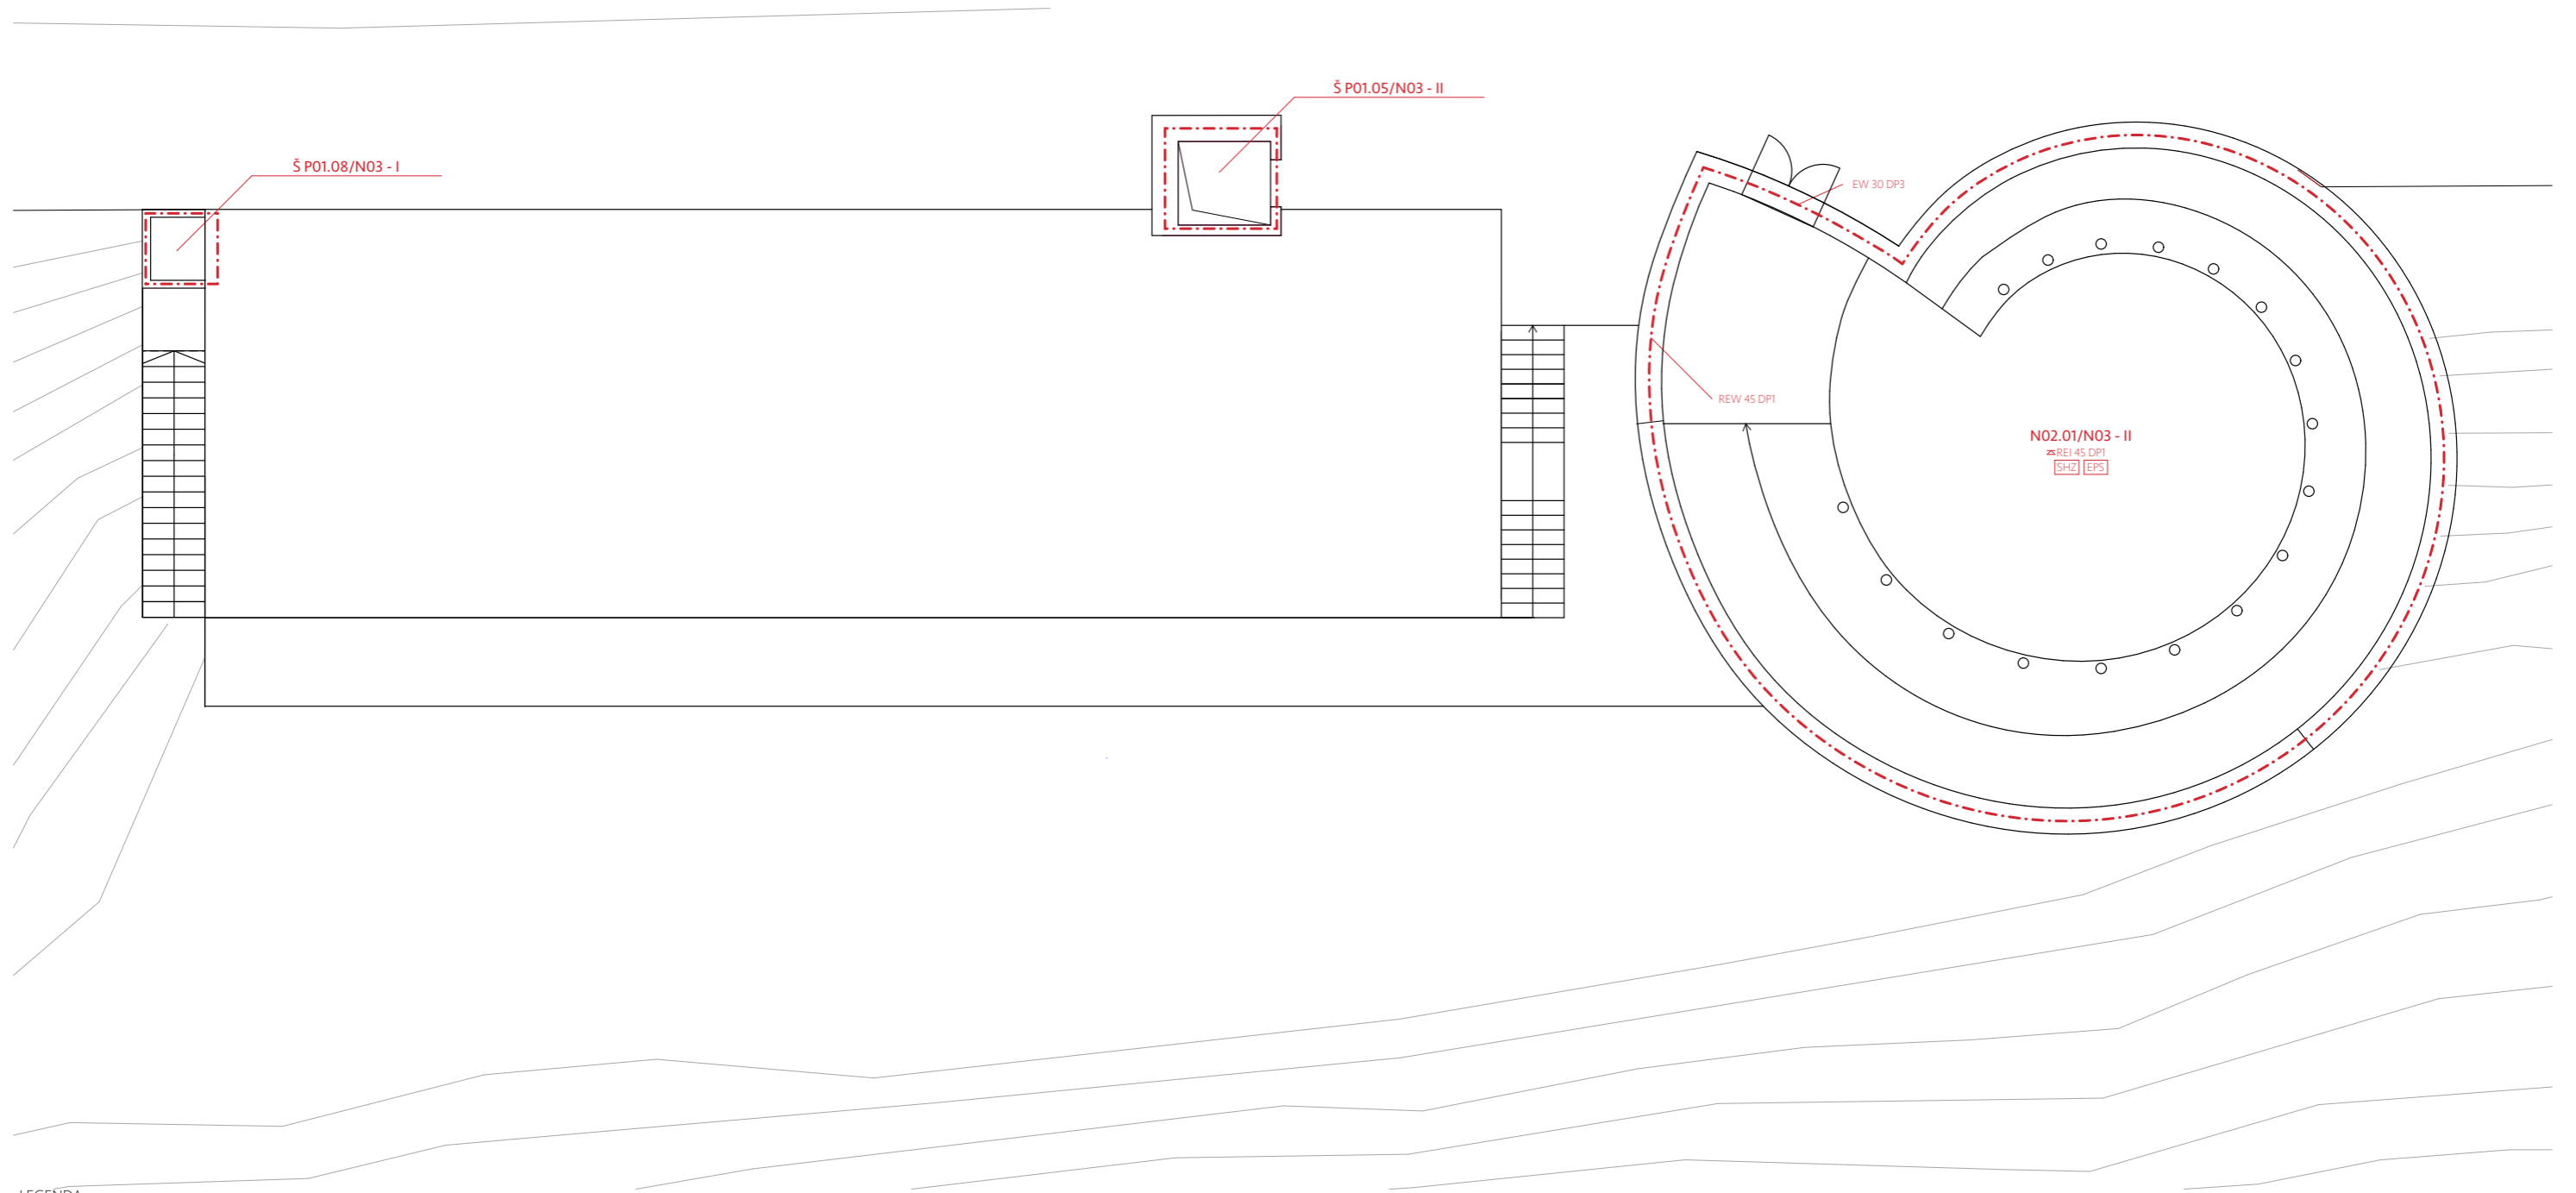 Š P01.05/N03 - II
Š P01.08/N03 - I
EW 30 DP3
REW 45 DP1
N02.01/N03 - II
REI 45 DP1
SHZ EPS
LEGENDA